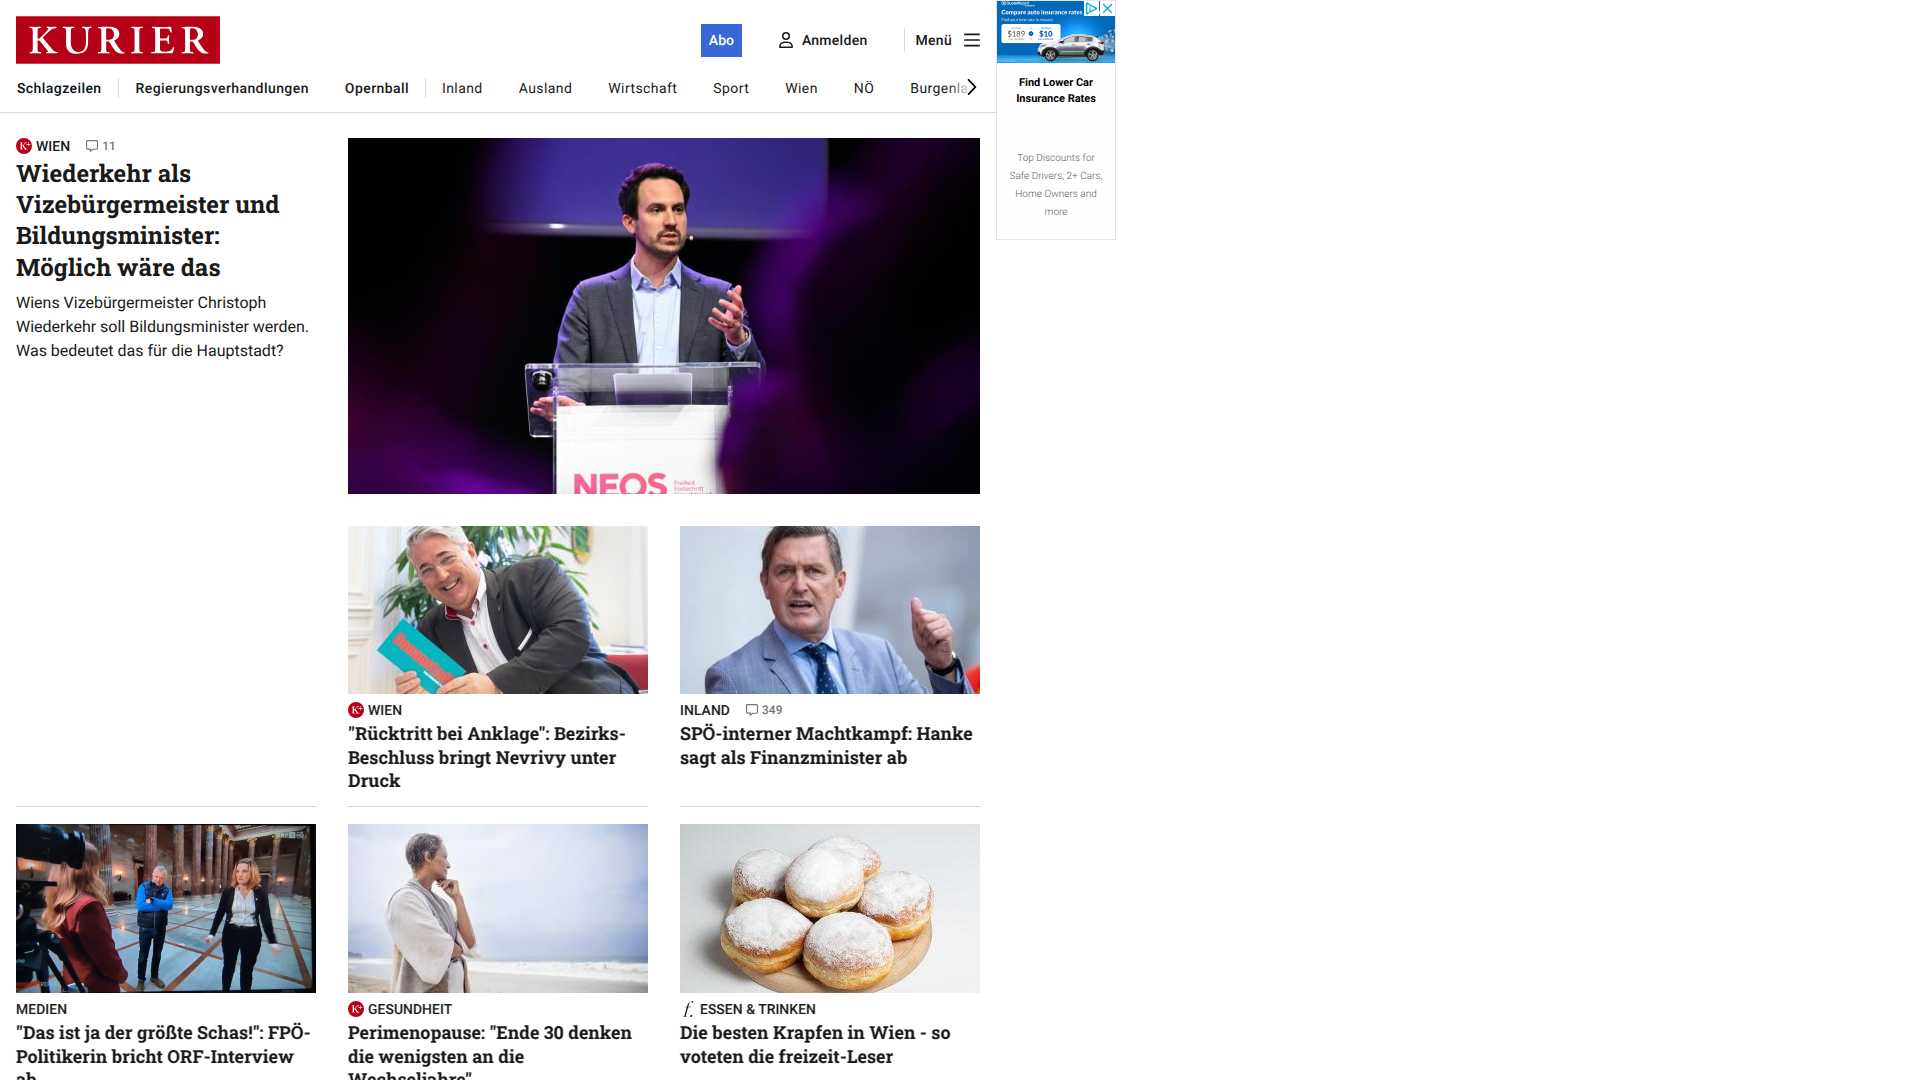 KURIER
Abo
Anmelden
Menü
Schlagzeilen
Regierungsverhandlungen
Opernball
Inland
Ausland
Wirtschaft
Sport
Wien
NÖ
Burgenla
WIEN 11
Wiederkehr als
Vizebürgermeister und
Bildungsminister:
Möglich wäre das
Wiens Vizebürgermeister Christoph
Wiederkehr soll Bildungsminister werden.
Was bedeutet das für die Hauptstadt?
NEOS
Compare auto insurance rates
$189
$10
Find Lower Car
Insurance Rates
Top Discounts for
Safe Drivers, 2+ Cars,
Home Owners and
more
K+ WIEN
"Rücktritt bei Anklage": Bezirks-
Beschluss bringt Nevrivy unter
Druck
INLAND 349
SPÖ-interner Machtkampf: Hanke
sagt als Finanzminister ab
MEDIEN
"Das ist ja der größte Schas!": FPÖ-
Politikerin bricht ORF-Interview
ab
K+ GESUNDHEIT
Perimenopause: "Ende 30 denken
die wenigsten an die
Wechseljahre"
f. ESSEN & TRINKEN
Die besten Krapfen in Wien - so
voteten die freizeit-Leser